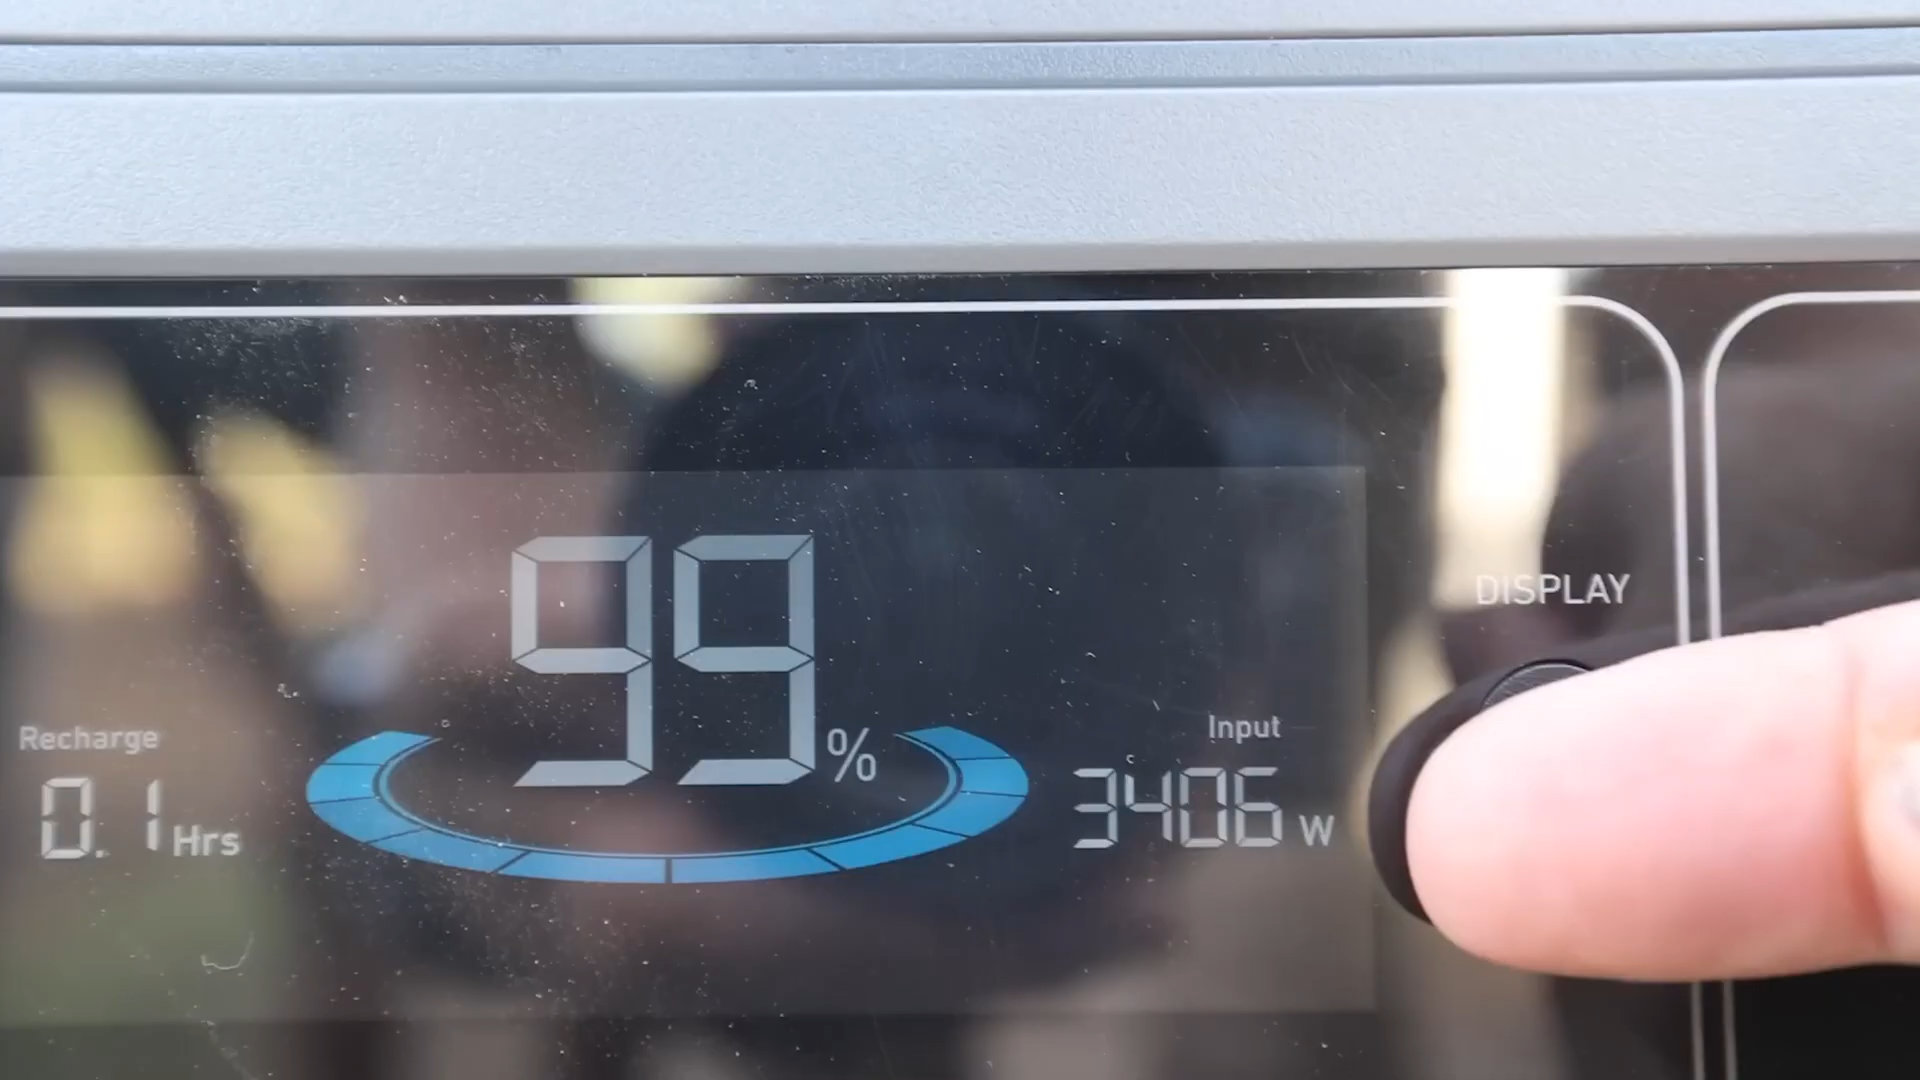 99%
Recharge
0.1 Hrs
Input
3406 W
DISPLAY